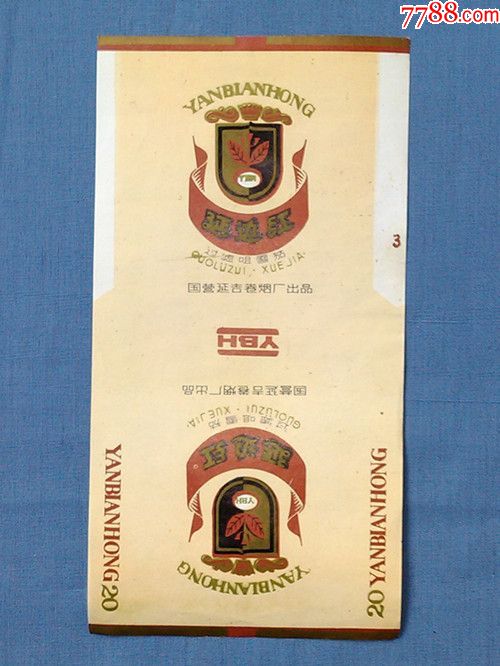 7788.com
YANBIANHONG
YBH
延边红
过滤咀雪茄
GUOLUZUI · XUEJIA
国营延吉卷烟厂出品
3
YBH
国营延吉卷烟厂出品
GUOLUZUI · XUEJIA
过滤咀雪茄
延边红
YBH
YANBIANHONG
YANBIANHONG 20
20 YANBIANHONG